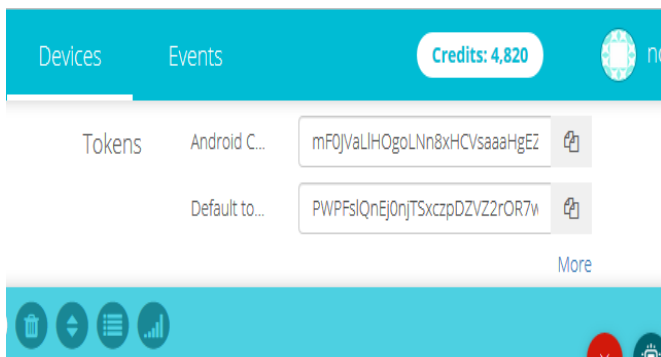 Devices Events Credits: 4,820
Tokens Android C... mF0JVaLlHOgoLNn8xHCVsaaaHgEZ
Default to... PWPFslQnEj0njTSxczpDZVZ2rOR7w
More